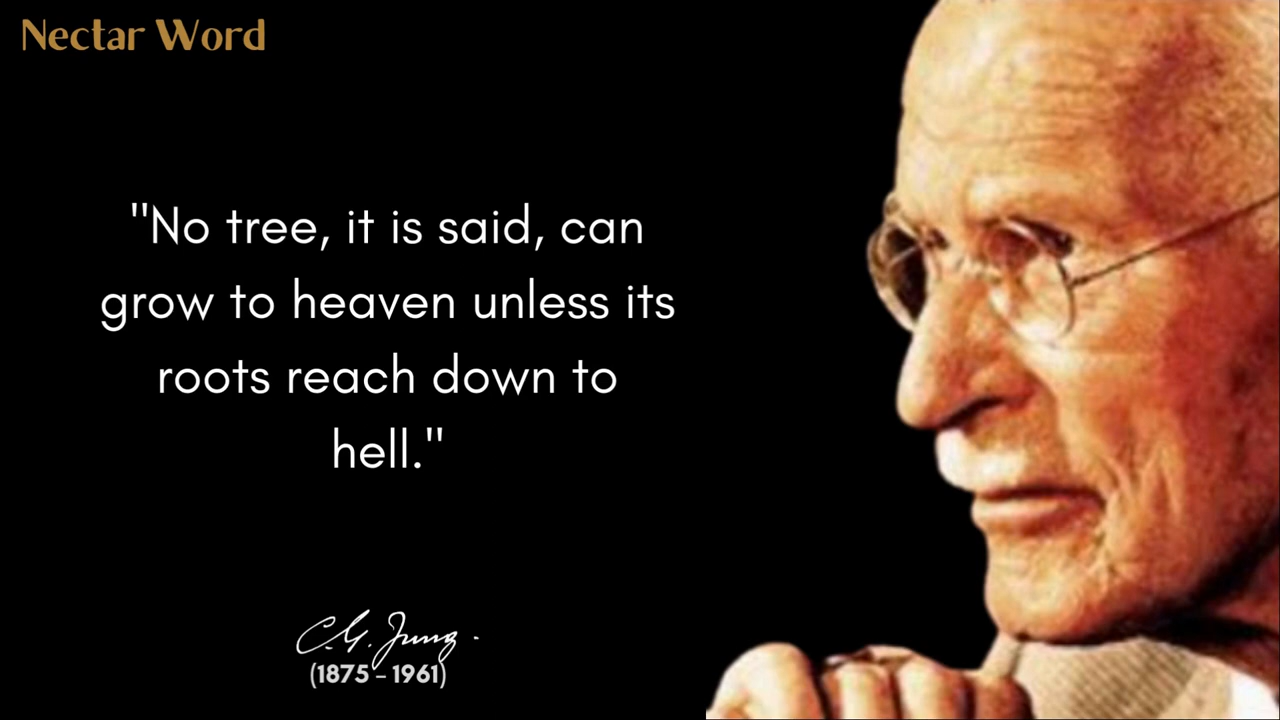 Nectar Word
"No tree, it is said, can
grow to heaven unless its
roots reach down to
hell."
C. G. Jung.
(1875 – 1961)